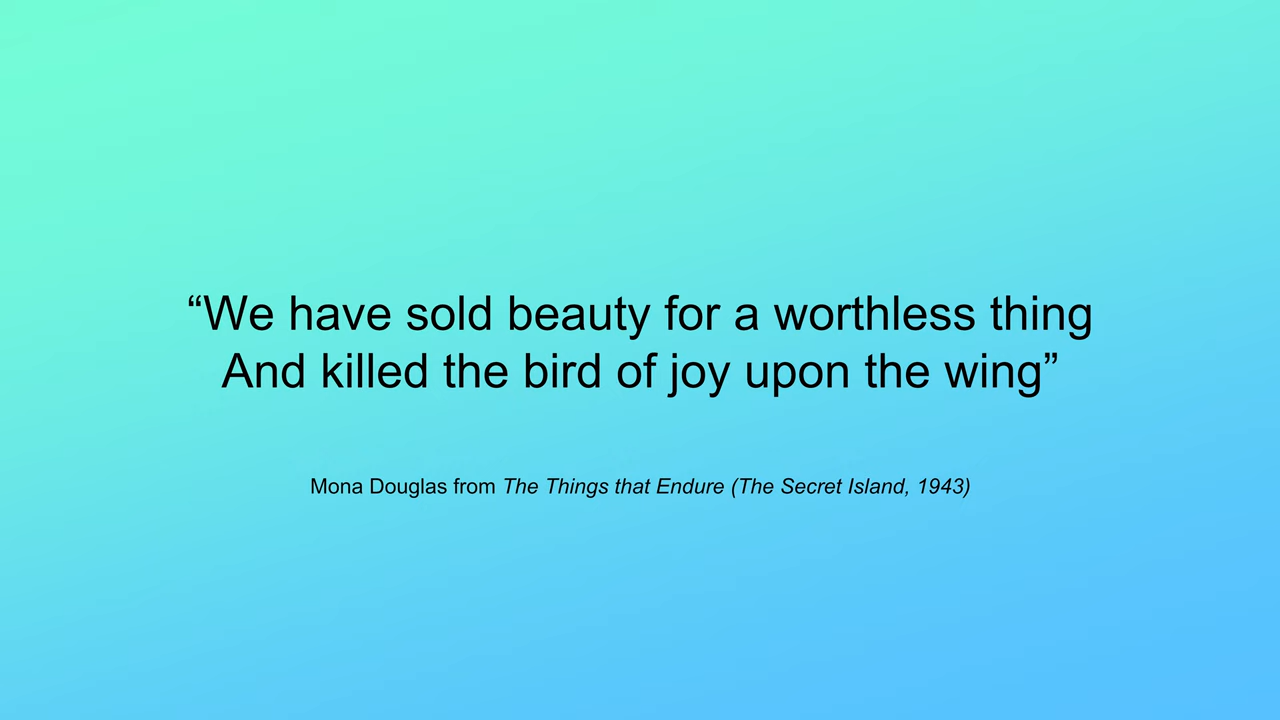 “We have sold beauty for a worthless thing
And killed the bird of joy upon the wing”
Mona Douglas from The Things that Endure (The Secret Island, 1943)